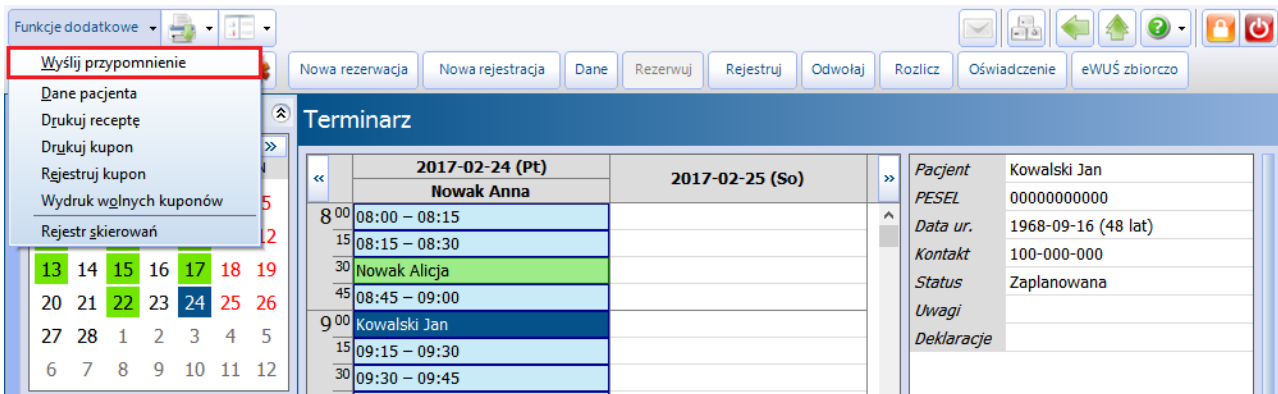 Funkcje dodatkowe
Wyślij przypomnienie
Dane pacjenta
Drukuj receptę
Drukuj kupon
Rejestruj kupon
Wydruk wolnych kuponów
Rejestr skierowań
Nowa rezerwacja Nowa rejestracja Dane Rezerwuj Rejestruj Odwołaj Rozlicz Oświadczenie eWUŚ zbiorczo
Terminarz
»
5
12
13 14 15 16 17 18 19
20 21 22 23 24 25 26
27 28 1 2 3 4 5
6 7 8 9 10 11 12
« 2017-02-24 (Pt) 2017-02-25 (So) »
Nowak Anna
8 00 08:00 – 08:15
15 08:15 – 08:30
30 Nowak Alicja
45 08:45 – 09:00
9 00 Kowalski Jan
15 09:15 – 09:30
30 09:30 – 09:45
Pacjent Kowalski Jan
PESEL 00000000000
Data ur. 1968-09-16 (48 lat)
Kontakt 100-000-000
Status Zaplanowana
Uwagi
Deklaracje